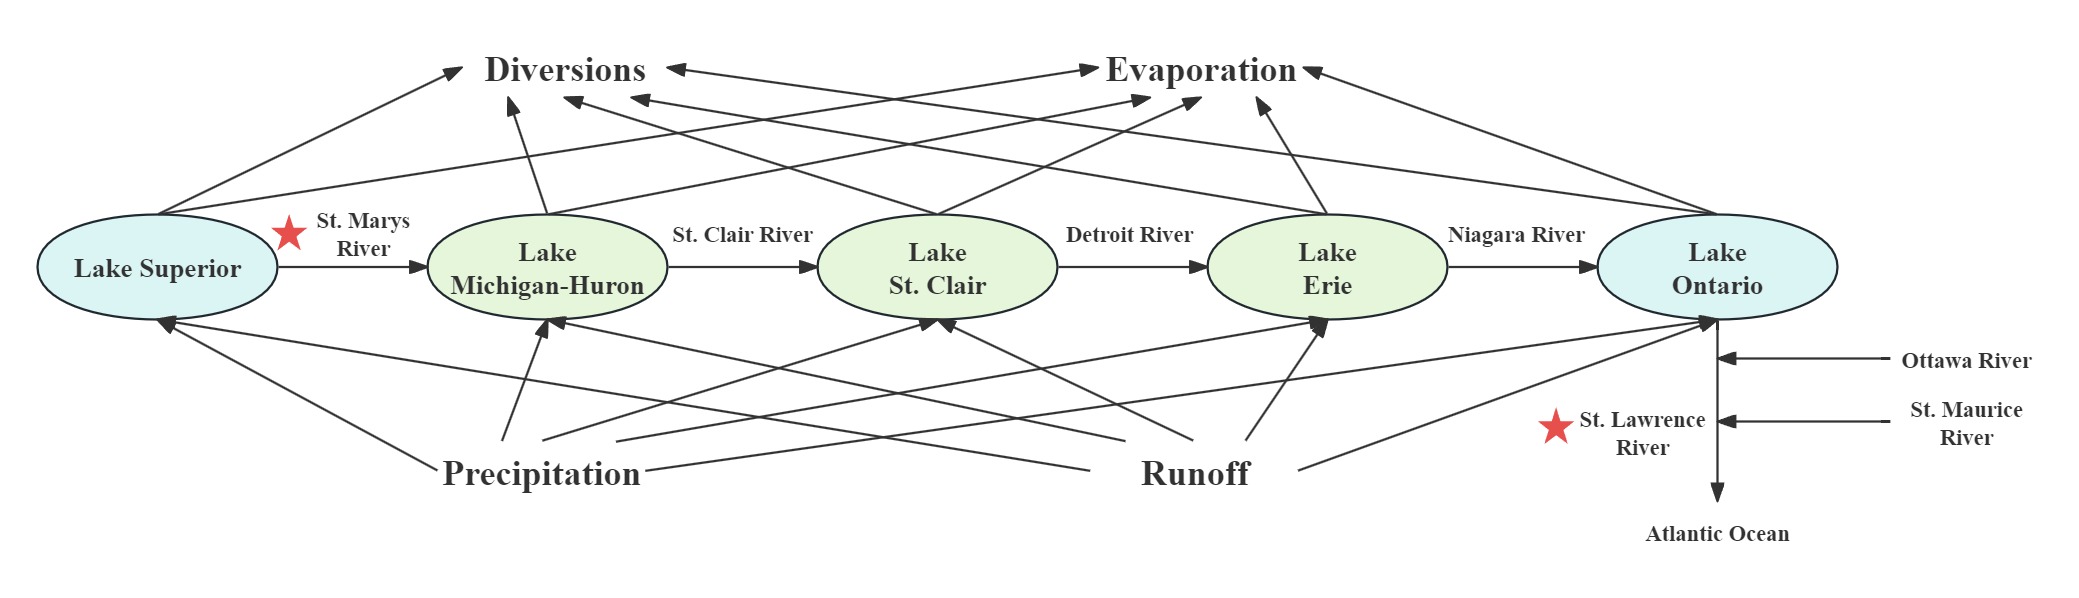 Diversions
Evaporation
St. Marys
River
St. Clair River
Detroit River
Niagara River
Lake Superior
Lake
Michigan-Huron
Lake
St. Clair
Lake
Erie
Lake
Ontario
Ottawa River
St. Lawrence
River
St. Maurice
River
Precipitation
Runoff
Atlantic Ocean